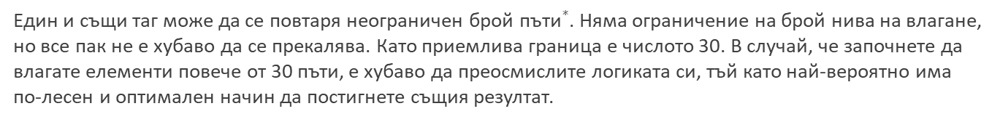 Един и същи таг може да се повтаря неограничен брой пъти*. Няма ограничение на брой нива на влагане,
но все пак не е хубаво да се прекалява. Като приемлива граница е числото 30. В случай, че започнете да
влагате елементи повече от 30 пъти, е хубаво да преосмислите логиката си, тъй като най-вероятно има
по-лесен и оптимален начин да постигнете същия резултат.